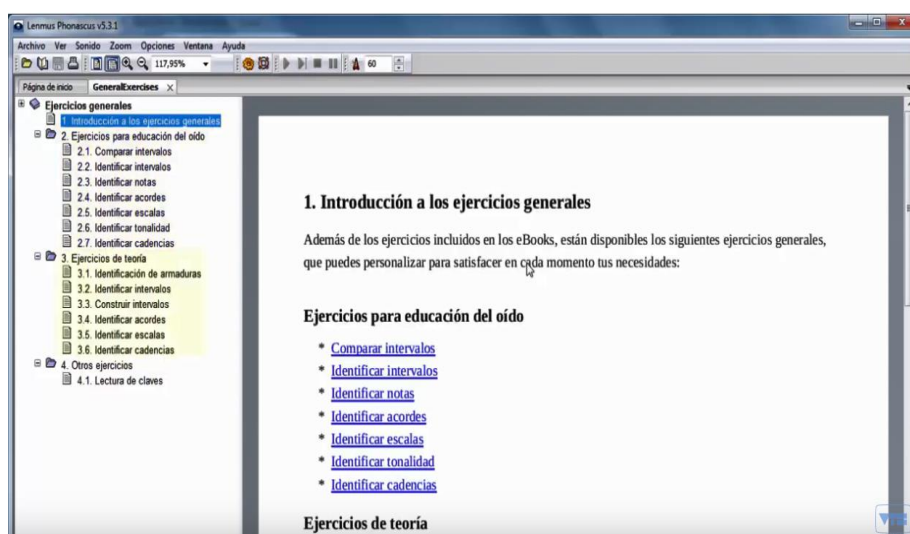 Lenmus Phonascus v5.3.1
Archivo Ver Sonido Zoom Opciones Ventana Ayuda
117,95%
60
Página de inicio GeneralExercises
Ejercicios generales
1. Introducción a los ejercicios generales
2. Ejercicios para educación del oído
2.1. Comparar intervalos
2.2. Identificar intervalos
2.3. Identificar notas
2.4. Identificar acordes
2.5. Identificar escalas
2.6. Identificar tonalidad
2.7. Identificar cadencias
3. Ejercicios de teoría
3.1. Identificación de armaduras
3.2. Identificar intervalos
3.3. Construir intervalos
3.4. Identificar acordes
3.5. Identificar escalas
3.6. Identificar cadencias
4. Otros ejercicios
4.1. Lectura de claves
1. Introducción a los ejercicios generales
Además de los ejercicios incluidos en los eBooks, están disponibles los siguientes ejercicios generales,
que puedes personalizar para satisfacer en cada momento tus necesidades:
Ejercicios para educación del oído
* Comparar intervalos
* Identificar intervalos
* Identificar notas
* Identificar acordes
* Identificar escalas
* Identificar tonalidad
* Identificar cadencias
Ejercicios de teoría